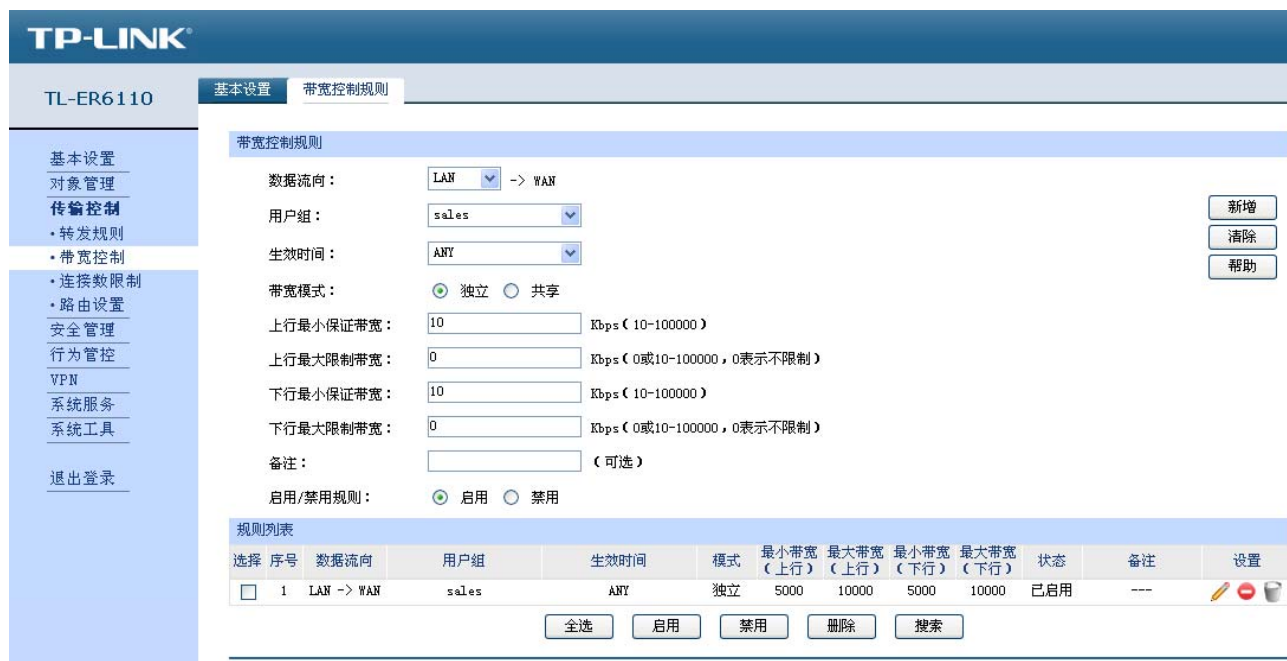 TP-LINK®
TL-ER6110
基本设置 带宽控制规则
基本设置
对象管理
传输控制
·转发规则
·带宽控制
·连接数限制
·路由设置
安全管理
行为管控
VPN
系统服务
系统工具
退出登录
带宽控制规则
数据流向： LAN -> WAN
用户组： sales
生效时间： ANY
带宽模式： 独立 共享
上行最小保证带宽： 10 Kbps（10-100000）
上行最大限制带宽： 0 Kbps（0或10-100000，0表示不限制）
下行最小保证带宽： 10 Kbps（10-100000）
下行最大限制带宽： 0 Kbps（0或10-100000，0表示不限制）
备注： （可选）
启用/禁用规则： 启用 禁用
新增
清除
帮助
规则列表
选择 序号 数据流向 用户组 生效时间 模式 最小带宽（上行） 最大带宽（上行） 最小带宽（下行） 最大带宽（下行） 状态 备注 设置
1 LAN -> WAN sales ANY 独立 5000 10000 5000 10000 已启用 ---
全选 启用 禁用 删除 搜索